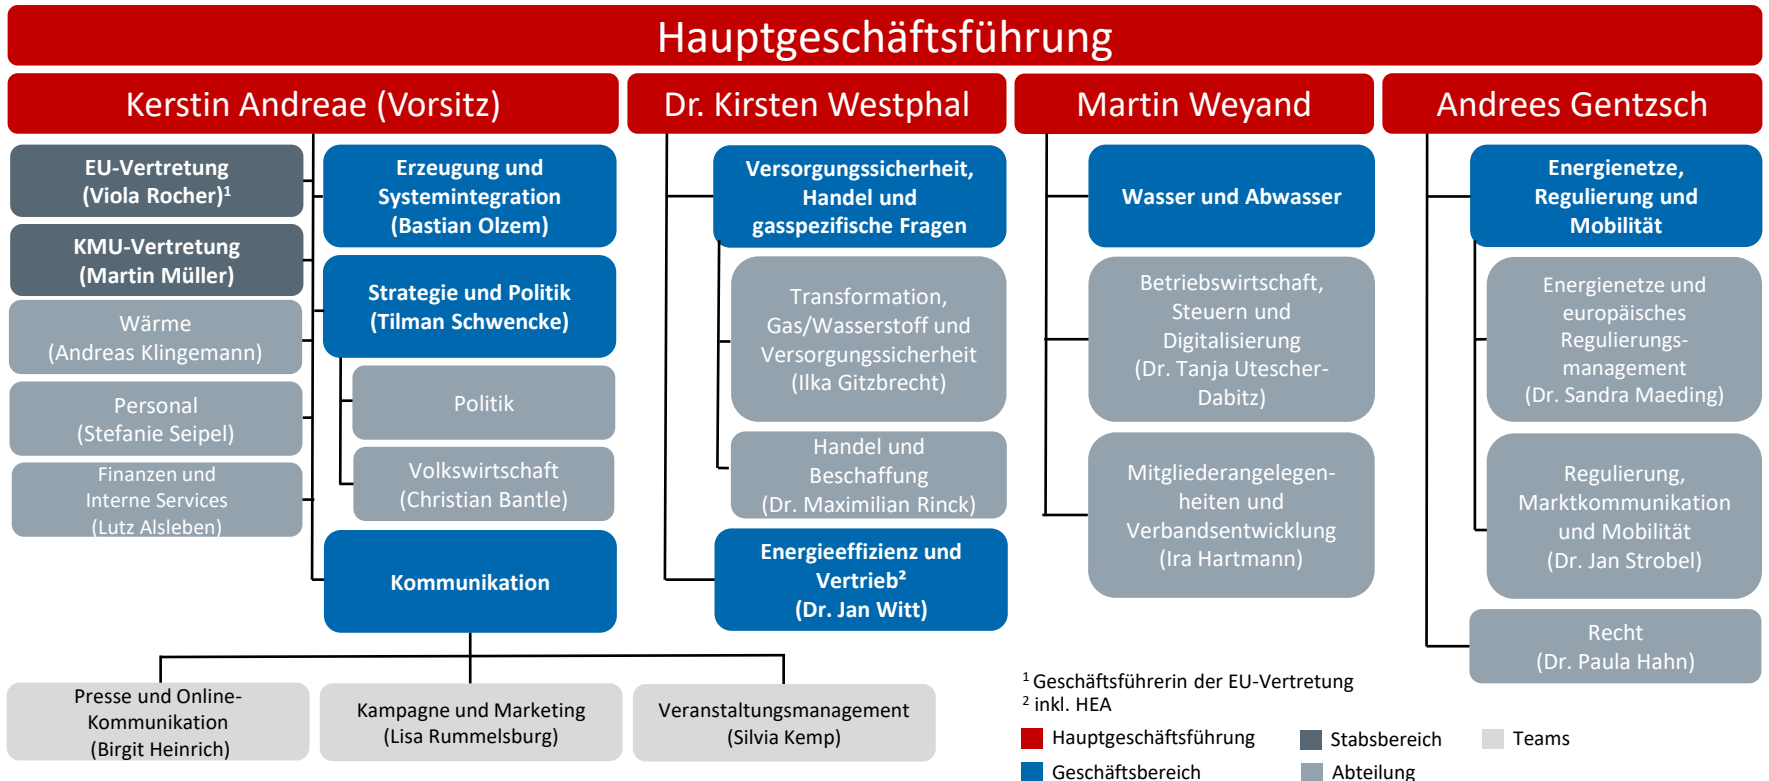 Hauptgeschäftsführung
Kerstin Andreae (Vorsitz)
EU-Vertretung
(Viola Rocher)¹
KMU-Vertretung
(Martin Müller)
Wärme
(Andreas Klingemann)
Personal
(Stefanie Seipel)
Finanzen und
Interne Services
(Lutz Alsleben)
Erzeugung und
Systemintegration
(Bastian Olzem)
Strategie und Politik
(Tilman Schwencke)
Politik
Volkswirtschaft
(Christian Bantle)
Kommunikation
Presse und Online-
Kommunikation
(Birgit Heinrich)
Kampagne und Marketing
(Lisa Rummelsburg)
Veranstaltungsmanagement
(Silvia Kemp)
Dr. Kirsten Westphal
Versorgungssicherheit,
Handel und
gasspezifische Fragen
Transformation,
Gas/Wasserstoff und
Versorgungssicherheit
(Ilka Gitzbrecht)
Handel und
Beschaffung
(Dr. Maximilian Rinck)
Energieeffizienz und
Vertrieb²
(Dr. Jan Witt)
Martin Weyand
Wasser und Abwasser
Betriebswirtschaft,
Steuern und
Digitalisierung
(Dr. Tanja Utescher-
Dabitz)
Mitgliederangelegen-
heiten und
Verbandsentwicklung
(Ira Hartmann)
Andrees Gentzsch
Energienetze,
Regulierung und
Mobilität
Energienetze und
europäisches
Regulierungs-
management
(Dr. Sandra Maeding)
Regulierung,
Marktkommunikation
und Mobilität
(Dr. Jan Strobel)
Recht
(Dr. Paula Hahn)
¹ Geschäftsführerin der EU-Vertretung
² inkl. HEA
Hauptgeschäftsführung
Stabsbereich
Teams
Geschäftsbereich
Abteilung